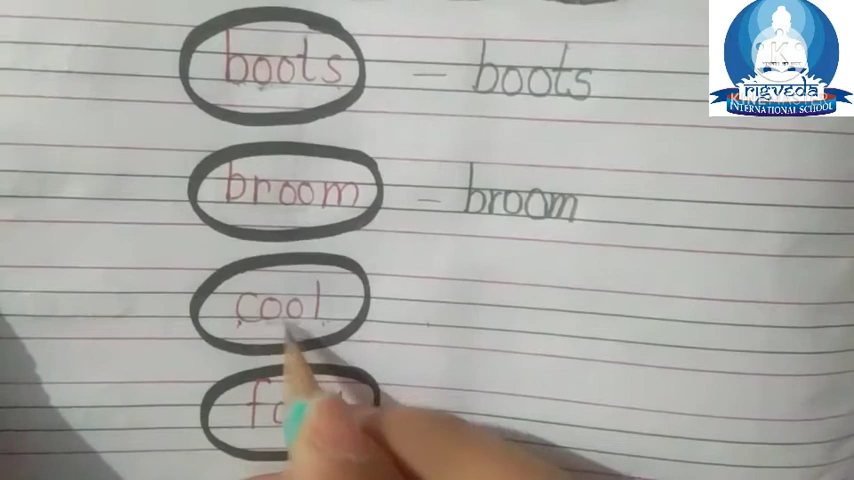 boots - boots
broom - broom
cool
rigveda
INTERNATIONAL SCHOOL